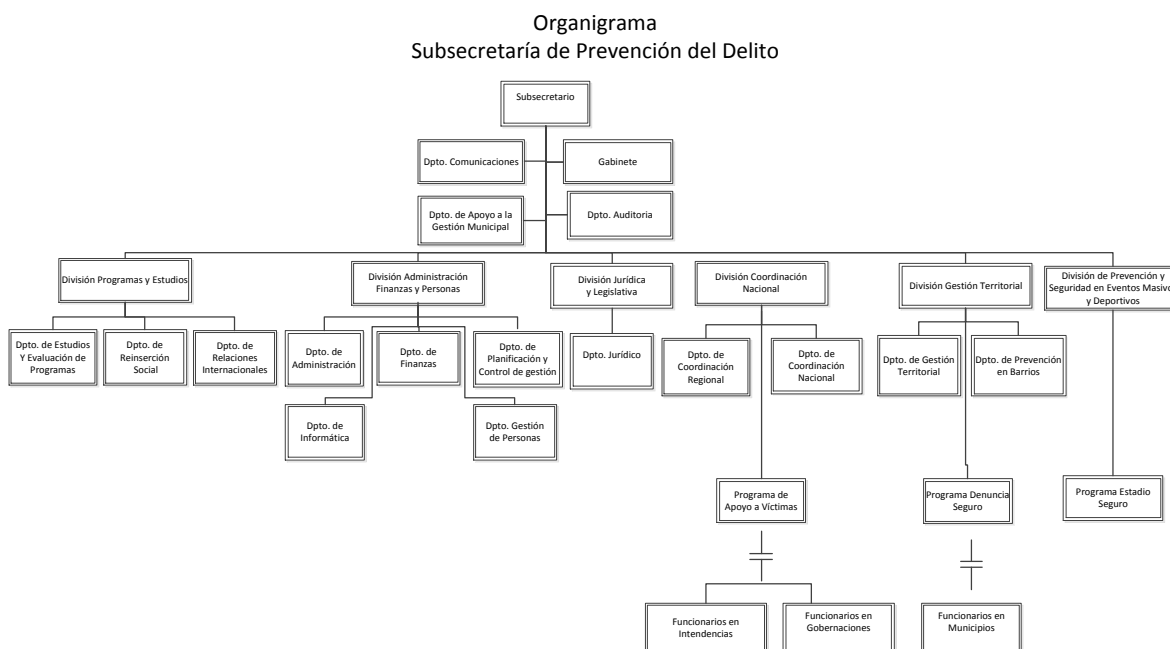 Organigrama
Subsecretaría de Prevención del Delito
Subsecretario
Dpto. Comunicaciones
Gabinete
Dpto. de Apoyo a la
Gestión Municipal
Dpto. Auditoria
División Programas y Estudios
División Administración
Finanzas y Personas
División Jurídica
y Legislativa
División Coordinación
Nacional
División Gestión Territorial
División de Prevención y
Seguridad en Eventos Masivo
y Deportivos
Dpto. de Estudios
Y Evaluación de
Programas
Dpto. de
Reinserción
Social
Dpto. de
Relaciones
Internacionales
Dpto. de
Administración
Dpto. de
Finanzas
Dpto. de
Planificación y
Control de gestión
Dpto. Jurídico
Dpto. de
Coordinación
Regional
Dpto. de
Coordinación
Nacional
Dpto. de Gestión
Territorial
Dpto. de Prevención
en Barrios
Dpto. de
Informática
Dpto. Gestión
de Personas
Programa de
Apoyo a Víctimas
Programa Denuncia
Seguro
Programa Estadio
Seguro
Funcionarios en
Intendencias
Funcionarios en
Gobernaciones
Funcionarios en
Municipios